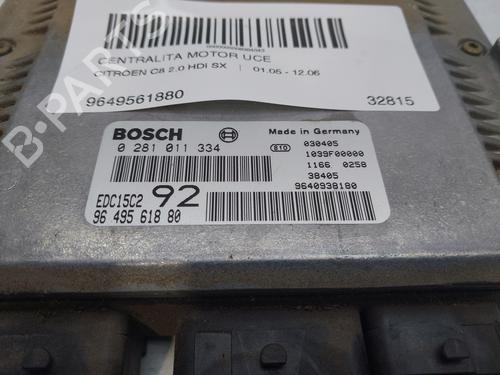 CENTRALITA MOTOR UCE
CITROEN C8 2.0 HDI SX | 01.05 - 12.06
9649561880 32815
BOSCH Made in Germany
0 281 011 334 610 030405
1039F00000
1166 0258
38405
EDC15C2 92 9640938180
96 495 618 80
B-PARTS